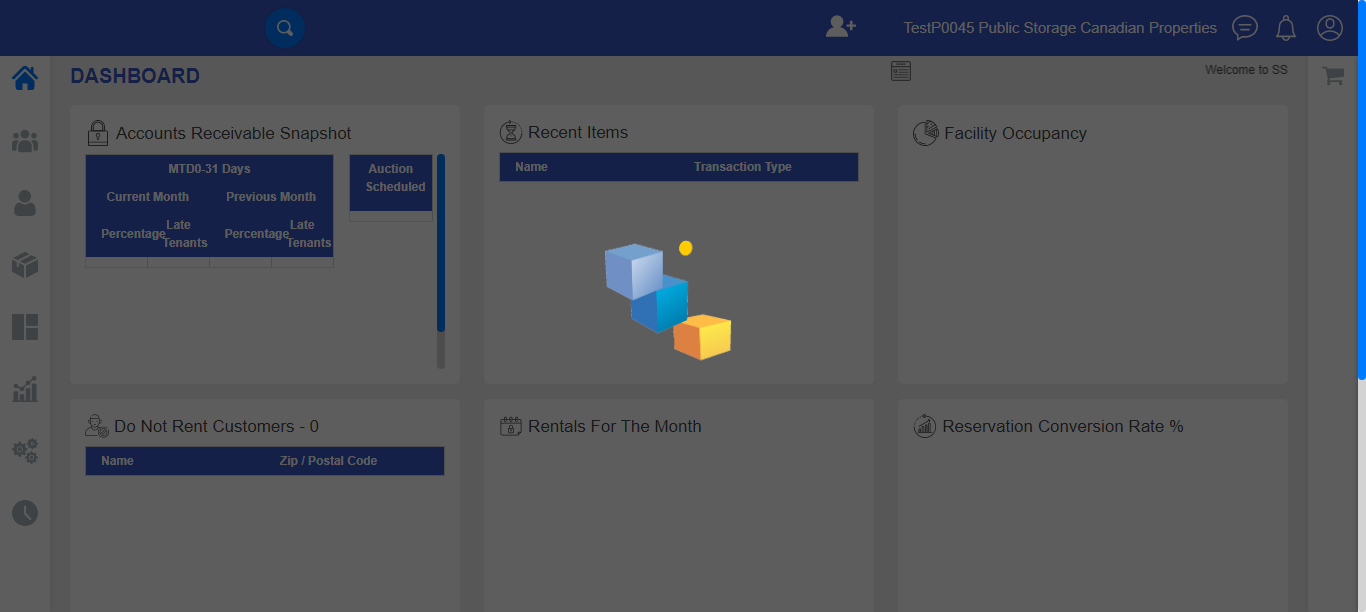 TestP0045 Public Storage Canadian Properties
DASHBOARD
Welcome to SS
Accounts Receivable Snapshot
MTD0-31 Days
Current Month
Previous Month
Percentage
Late
Tenants
Percentage
Late
Tenants
Auction
Scheduled
Recent Items
Name
Transaction Type
Facility Occupancy
Do Not Rent Customers - 0
Name
Zip / Postal Code
Rentals For The Month
Reservation Conversion Rate %